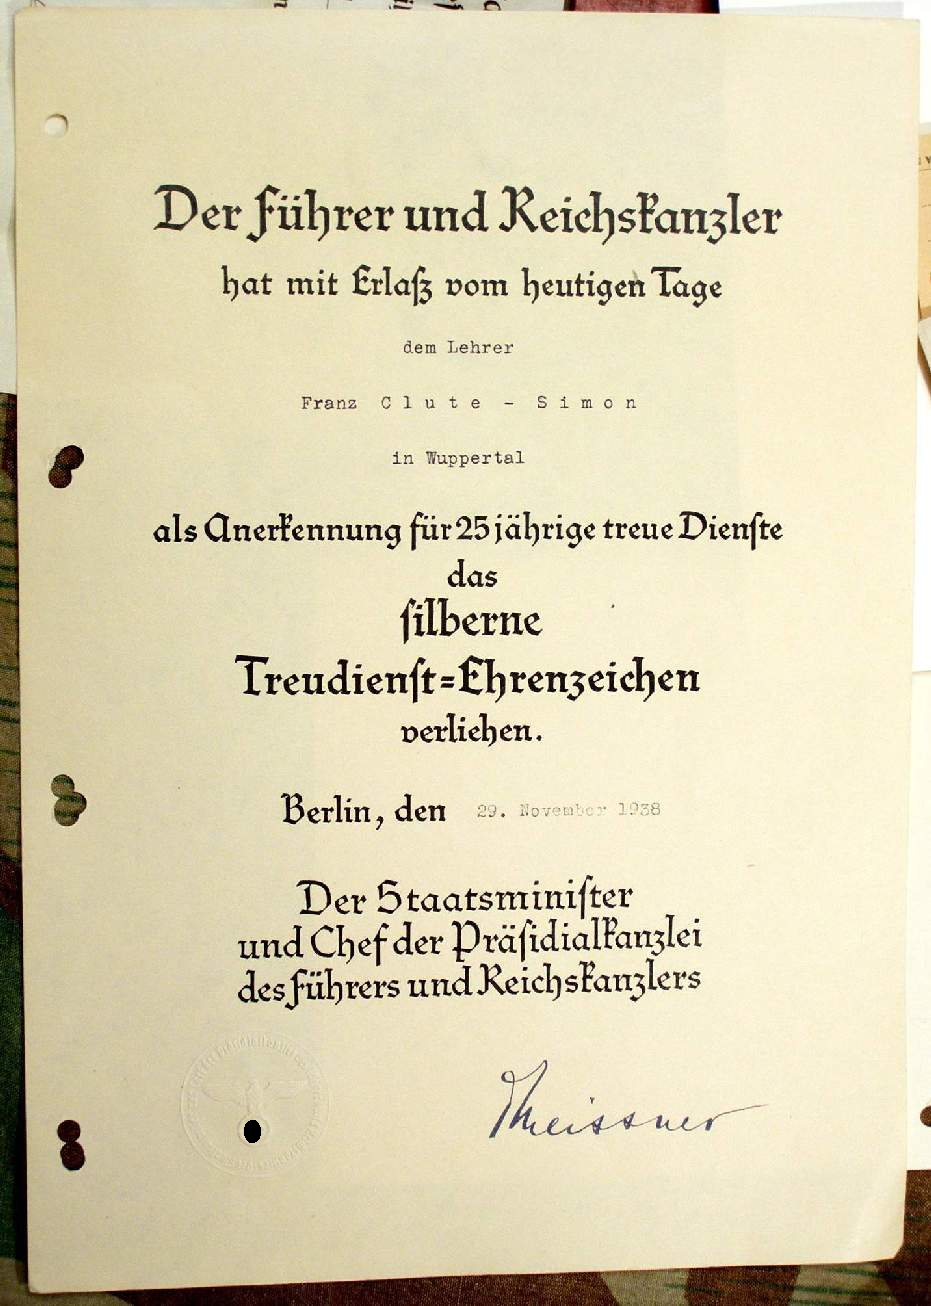 Der Führer und Reichskanzler
hat mit Erlaß vom heutigen Tage
dem Lehrer
Franz Clute - Simon
in Wuppertal
als Anerkennung für 25 jährige treue Dienste
das
silberne
Treudienst=Ehrenzeichen
verliehen.
Berlin, den 29. November 1938
Der Staatsminister
und Chef der Präsidialkanzlei
des Führers und Reichskanzlers
Meissner